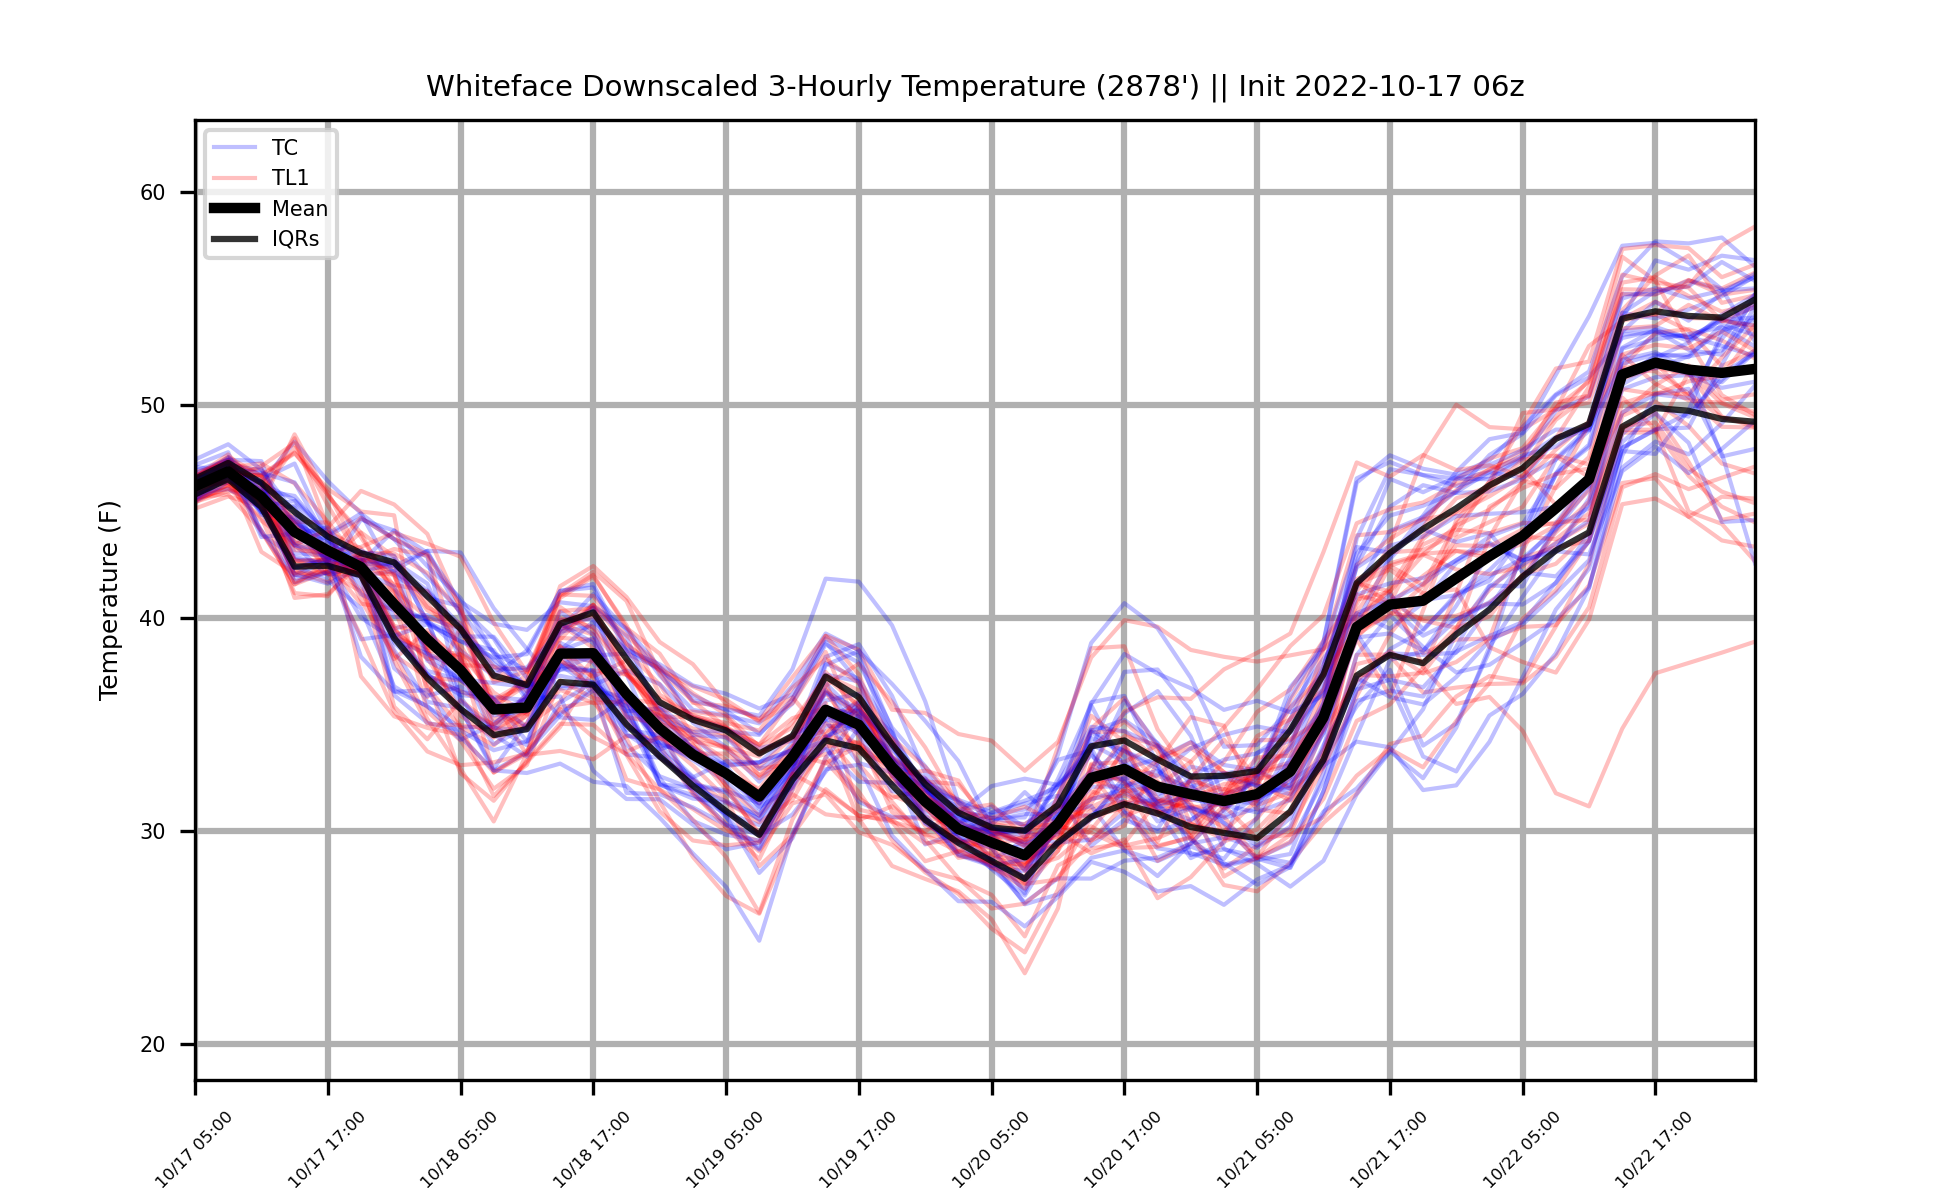 Whiteface Downscaled 3-Hourly Temperature (2878') || Init 2022-10-17 06z
TC
TL1
Mean
IQRs
Temperature (F)
60
50
40
30
20
10/17 05:00
10/17 17:00
10/18 05:00
10/18 17:00
10/19 05:00
10/19 17:00
10/20 05:00
10/20 17:00
10/21 05:00
10/21 17:00
10/22 05:00
10/22 17:00